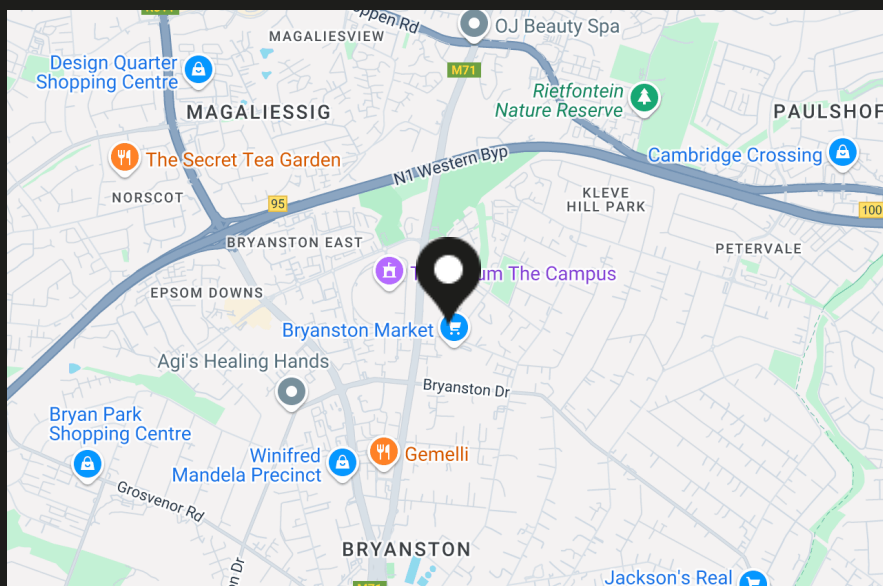 MAGALIESVIEW
OJ Beauty Spa
Design Quarter
Shopping Centre
M71
Rietfontein
Nature Reserve
MAGALIESSIG
PAULSHOF
The Secret Tea Garden
N1 Western Byp
Cambridge Crossing
NORSCOT
95
KLEVE
HILL PARK
100
BRYANSTON EAST
PETERVALE
The Campus
EPSOM DOWNS
Bryanston Market
Agi's Healing Hands
Bryanston Dr
Bryan Park
Shopping Centre
Winifred
Mandela Precinct
Gemelli
Grosvenor Rd
BRYANSTON
Dr
Jackson's Real